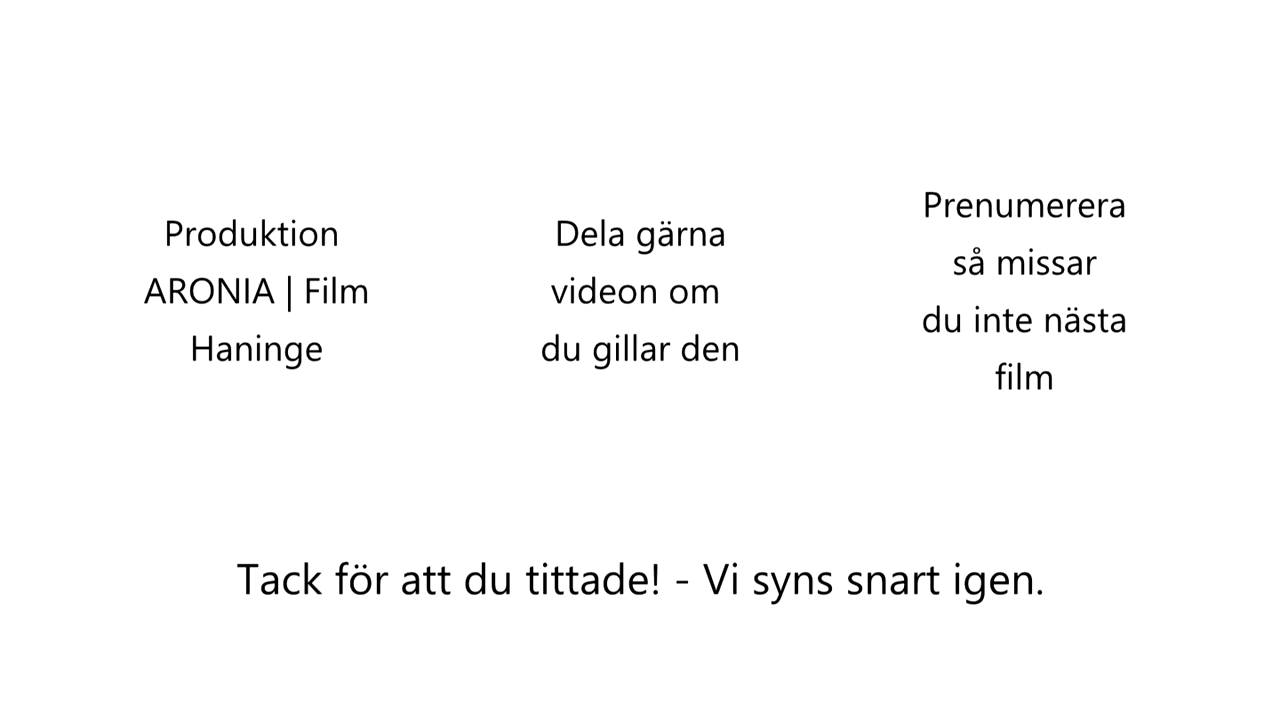 Produktion
ARONIA | Film
Haninge
Dela gärna
videon om
du gillar den
Prenumerera
så missar
du inte nästa
film
Tack för att du tittade! - Vi syns snart igen.